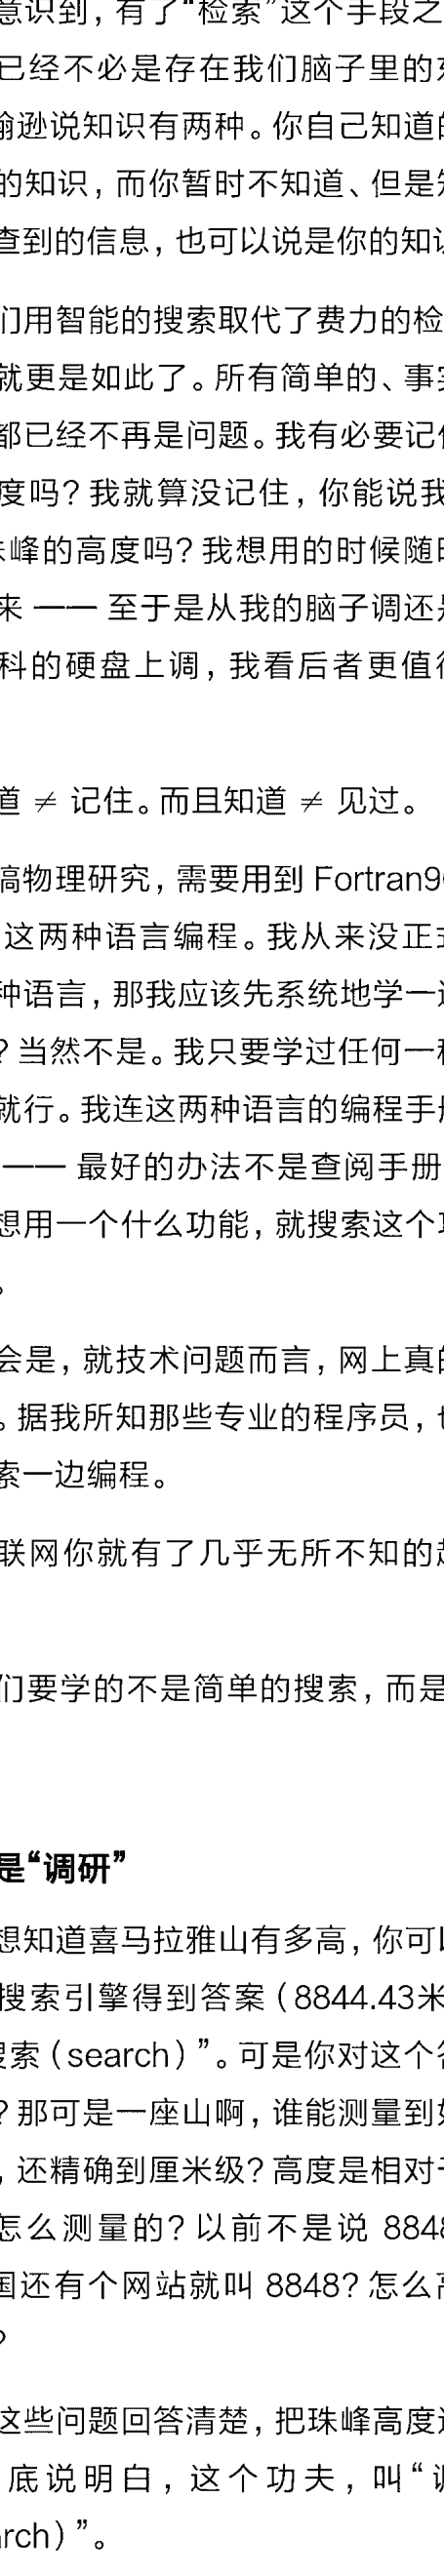 意识到，有了“检索”这个手段之
已经不必是存在我们脑子里的
翰逊说知识有两种。你自己知道
的知识，而你暂时不知道、但是
查到的信息，也可以说是你的知
们用智能的搜索取代了费力的检
就更是如此了。所有简单的、事
都已经不再是问题。我有必要记
度吗？我就算没记住，你能说我
峰的高度吗？我想用的时候随
来 —— 至于是从我的脑子调还
科的硬盘上调，我看后者更值
道 ≠ 记住。而且知道 ≠ 见过。
搞物理研究，需要用到 Fortran9
这两种语言编程。我从来没正
种语言，那我应该先系统地学一
？当然不是。我只要学过任何一
就行。我连这两种语言的编程手
—— 最好的办法不是查阅手册
想用一个什么功能，就搜索这个
。
会是，就技术问题而言，网上真
。据我所知那些专业的程序员，
索一边编程。
联网你就有了几乎无所不知的
们要学的不是简单的搜索，而是
是“调研”
想知道喜马拉雅山有多高，你可
搜索引擎得到答案（8844.43米
索（search）”。可是你对这个
？那可是一座山啊，谁能测量到
，还精确到厘米级？高度是相对
怎么测量的？以前不是说 884
国还有个网站就叫 8848？怎么
？
这些问题回答清楚，把珠峰高度
底说明白，这个功夫，叫“
rch）”。